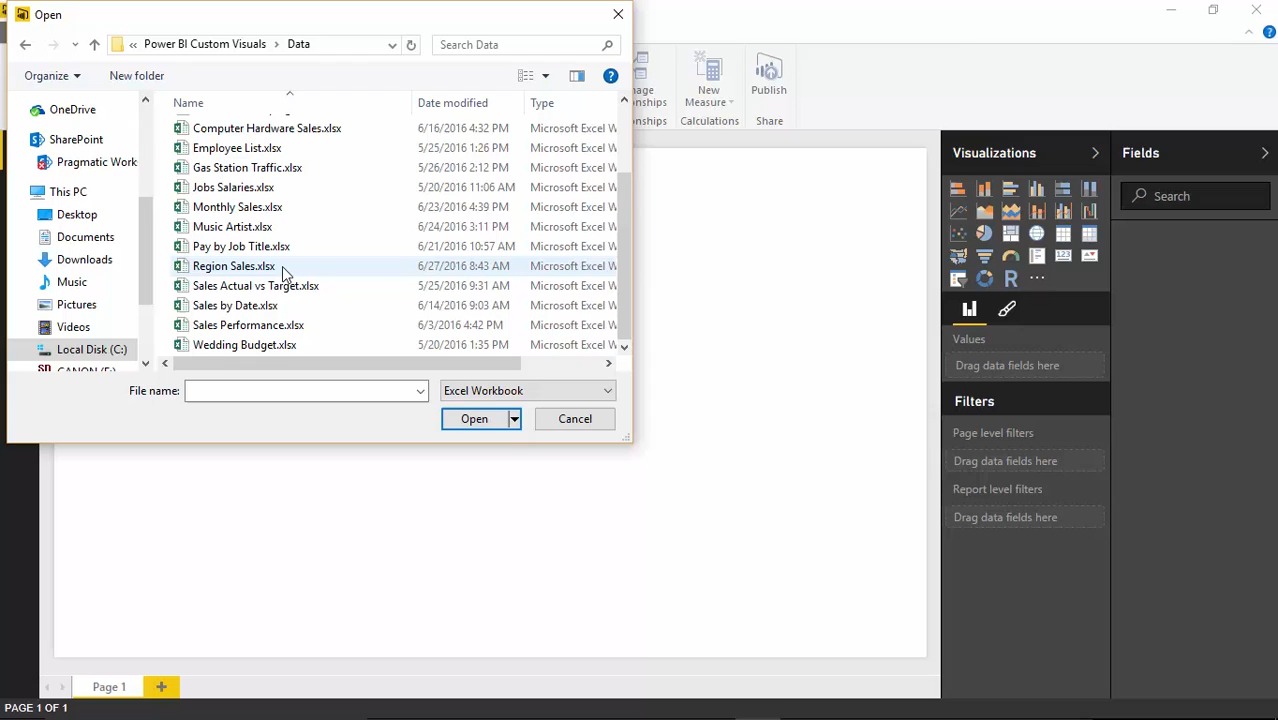 Open
Power BI Custom Visuals
Data
Search Data
Organize
New folder
OneDrive
SharePoint
Pragmatic Work
This PC
Desktop
Documents
Downloads
Music
Pictures
Videos
Local Disk (C:)
Name Date modified Type
Computer Hardware Sales.xlsx 6/16/2016 4:32 PM Microsoft Excel W
Employee List.xlsx 5/25/2016 1:26 PM Microsoft Excel W
Gas Station Traffic.xlsx 5/26/2016 2:12 PM Microsoft Excel W
Jobs Salaries.xlsx 5/20/2016 11:06 AM Microsoft Excel W
Monthly Sales.xlsx 6/23/2016 4:39 PM Microsoft Excel W
Music Artist.xlsx 6/24/2016 3:11 PM Microsoft Excel W
Pay by Job Title.xlsx 6/21/2016 10:57 AM Microsoft Excel W
Region Sales.xlsx 6/27/2016 8:43 AM Microsoft Excel W
Sales Actual vs Target.xlsx 5/25/2016 9:31 AM Microsoft Excel W
Sales by Date.xlsx 6/14/2016 9:03 AM Microsoft Excel W
Sales Performance.xlsx 6/3/2016 4:42 PM Microsoft Excel W
Wedding Budget.xlsx 5/20/2016 1:35 PM Microsoft Excel W
File name:
Excel Workbook
Open
Cancel
nage
onships
onships
New
Measure
Calculations
Publish
Share
Visualizations
R
Values
Drag data fields here
Filters
Page level filters
Drag data fields here
Report level filters
Drag data fields here
Fields
Search
Page 1
PAGE 1 OF 1